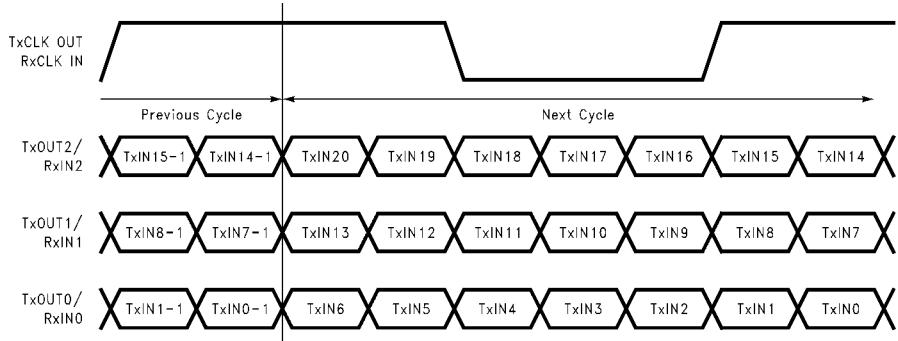 TxCLK OUT
RxCLK IN
Previous Cycle
Next Cycle
TxOUT2/
RxIN2
TxIN15-1 TxIN14-1 TxIN20 TxIN19 TxIN18 TxIN17 TxIN16 TxIN15 TxIN14
TxOUT1/
RxIN1
TxIN8-1 TxIN7-1 TxIN13 TxIN12 TxIN11 TxIN10 TxIN9 TxIN8 TxIN7
TxOUT0/
RxIN0
TxIN1-1 TxIN0-1 TxIN6 TxIN5 TxIN4 TxIN3 TxIN2 TxIN1 TxIN0